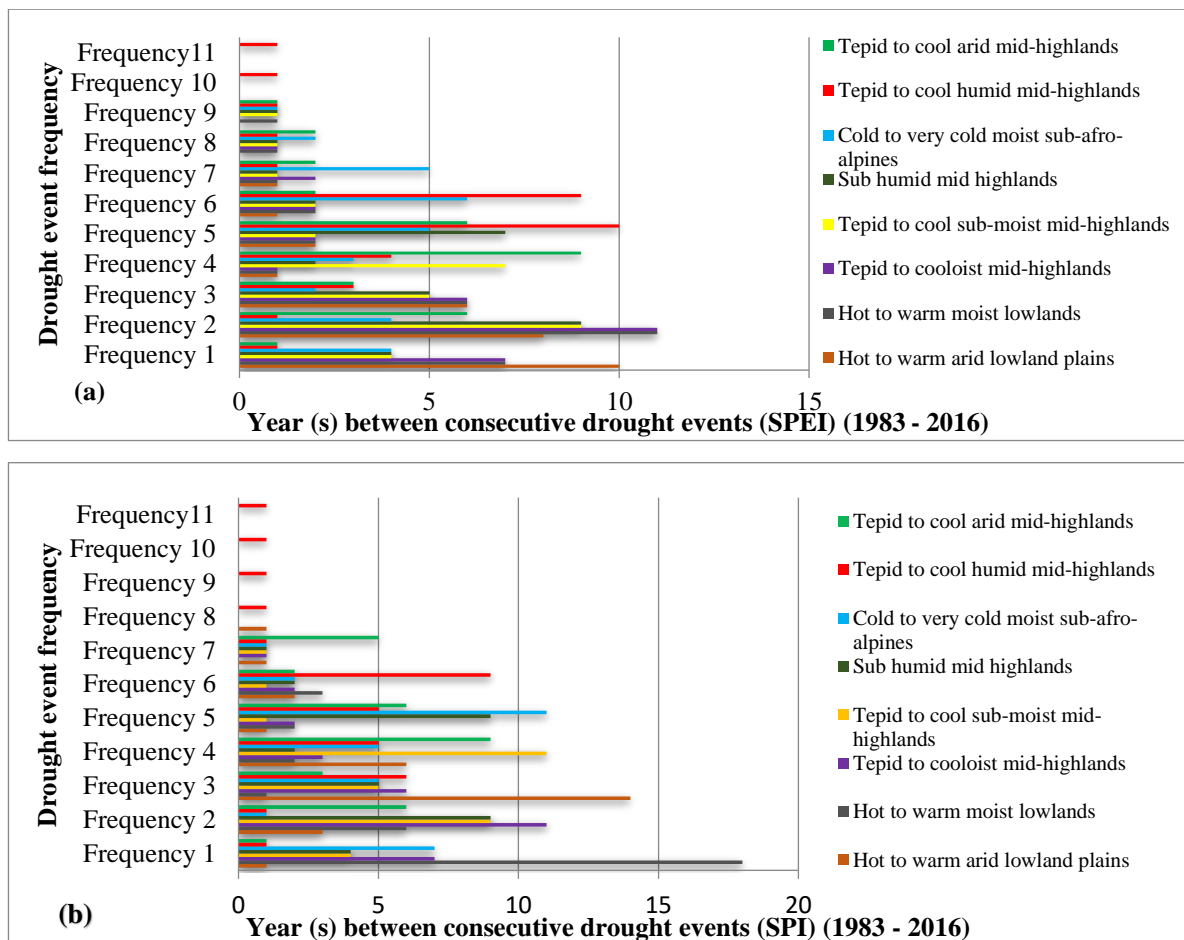 Drought event frequency
Frequency11
Frequency 10
Frequency 9
Frequency 8
Frequency 7
Frequency 6
Frequency 5
Frequency 4
Frequency 3
Frequency 2
Frequency 1
(a)
0 5 10 15
Year (s) between consecutive drought events (SPEI) (1983 - 2016)
Tepid to cool arid mid-highlands
Tepid to cool humid mid-highlands
Cold to very cold moist sub-afro-
alpines
Sub humid mid highlands
Tepid to cool sub-moist mid-highlands
Tepid to cooloist mid-highlands
Hot to warm moist lowlands
Hot to warm arid lowland plains
Drought event frequency
Frequency11
Frequency 10
Frequency 9
Frequency 8
Frequency 7
Frequency 6
Frequency 5
Frequency 4
Frequency 3
Frequency 2
Frequency 1
(b)
0 5 10 15 20
Year (s) between consecutive drought events (SPI) (1983 - 2016)
Tepid to cool arid mid-highlands
Tepid to cool humid mid-highlands
Cold to very cold moist sub-afro-
alpines
Sub humid mid highlands
Tepid to cool sub-moist mid-
highlands
Tepid to cooloist mid-highlands
Hot to warm moist lowlands
Hot to warm arid lowland plains